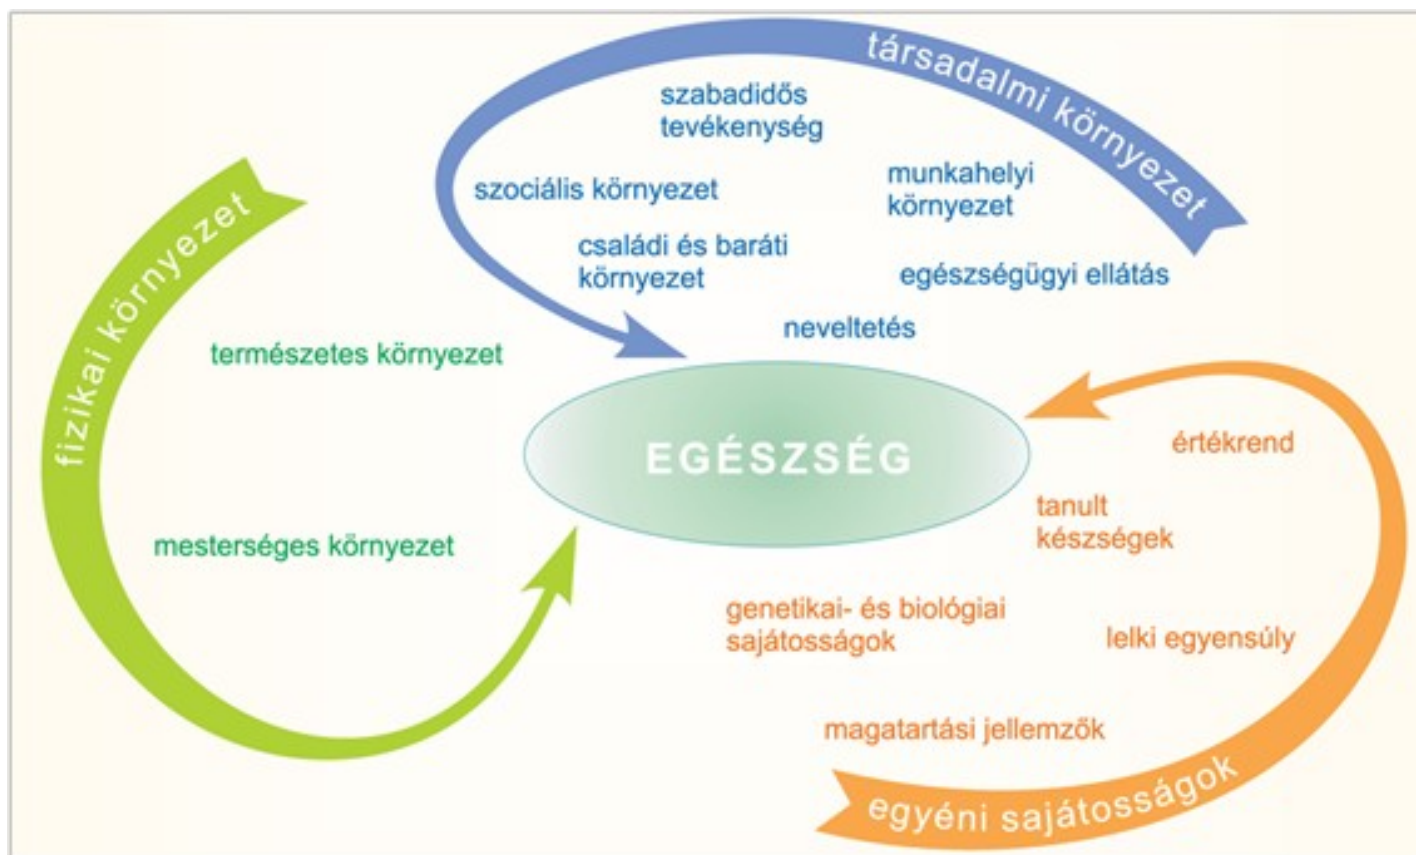 társadalmi környezet
szabadidős
tevékenység
szociális környezet
munkahelyi
környezet
családi és baráti
környezet
egészségügyi ellátás
neveltetés
fizikai környezet
természetes környezet
mesterséges környezet
EGÉSZSÉG
értékrend
tanult
készségek
genetikai- és biológiai
sajátosságok
lelki egyensúly
magatartási jellemzők
egyéni sajátosságok